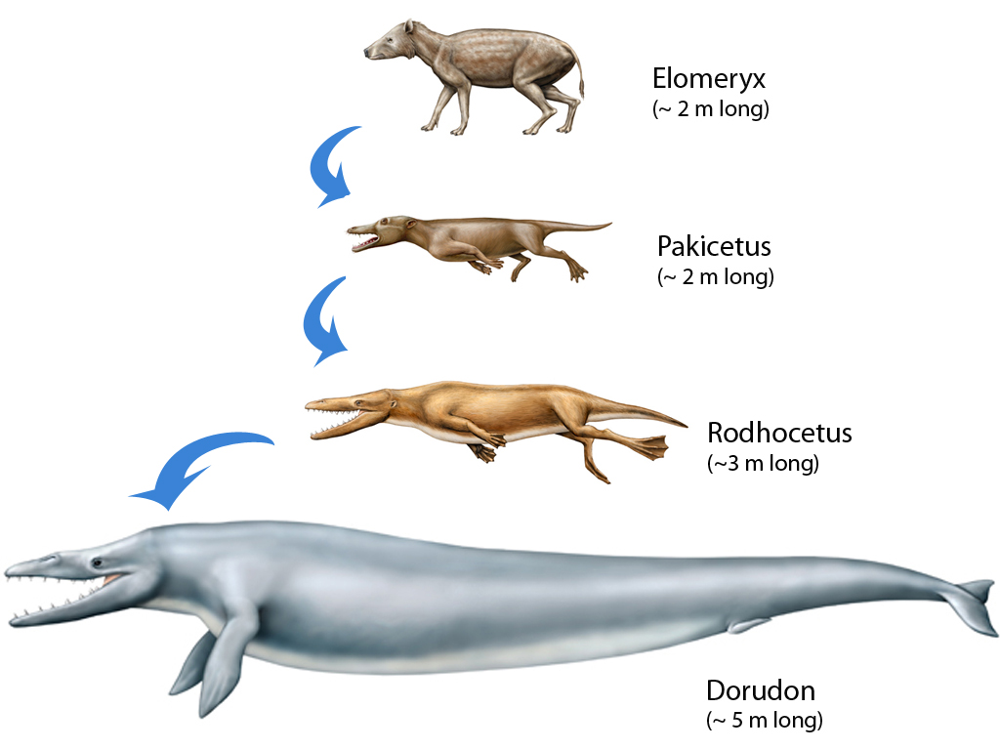 Elomeryx
(~ 2 m long)
Pakicetus
(~ 2 m long)
Rodhocetus
(~3 m long)
Dorudon
(~ 5 m long)